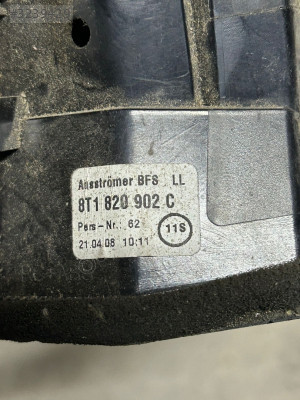 Ausströmer BFS LL
8T1 820 902 C
Pers-Nr.: 62
21.04.08 10:11
11S